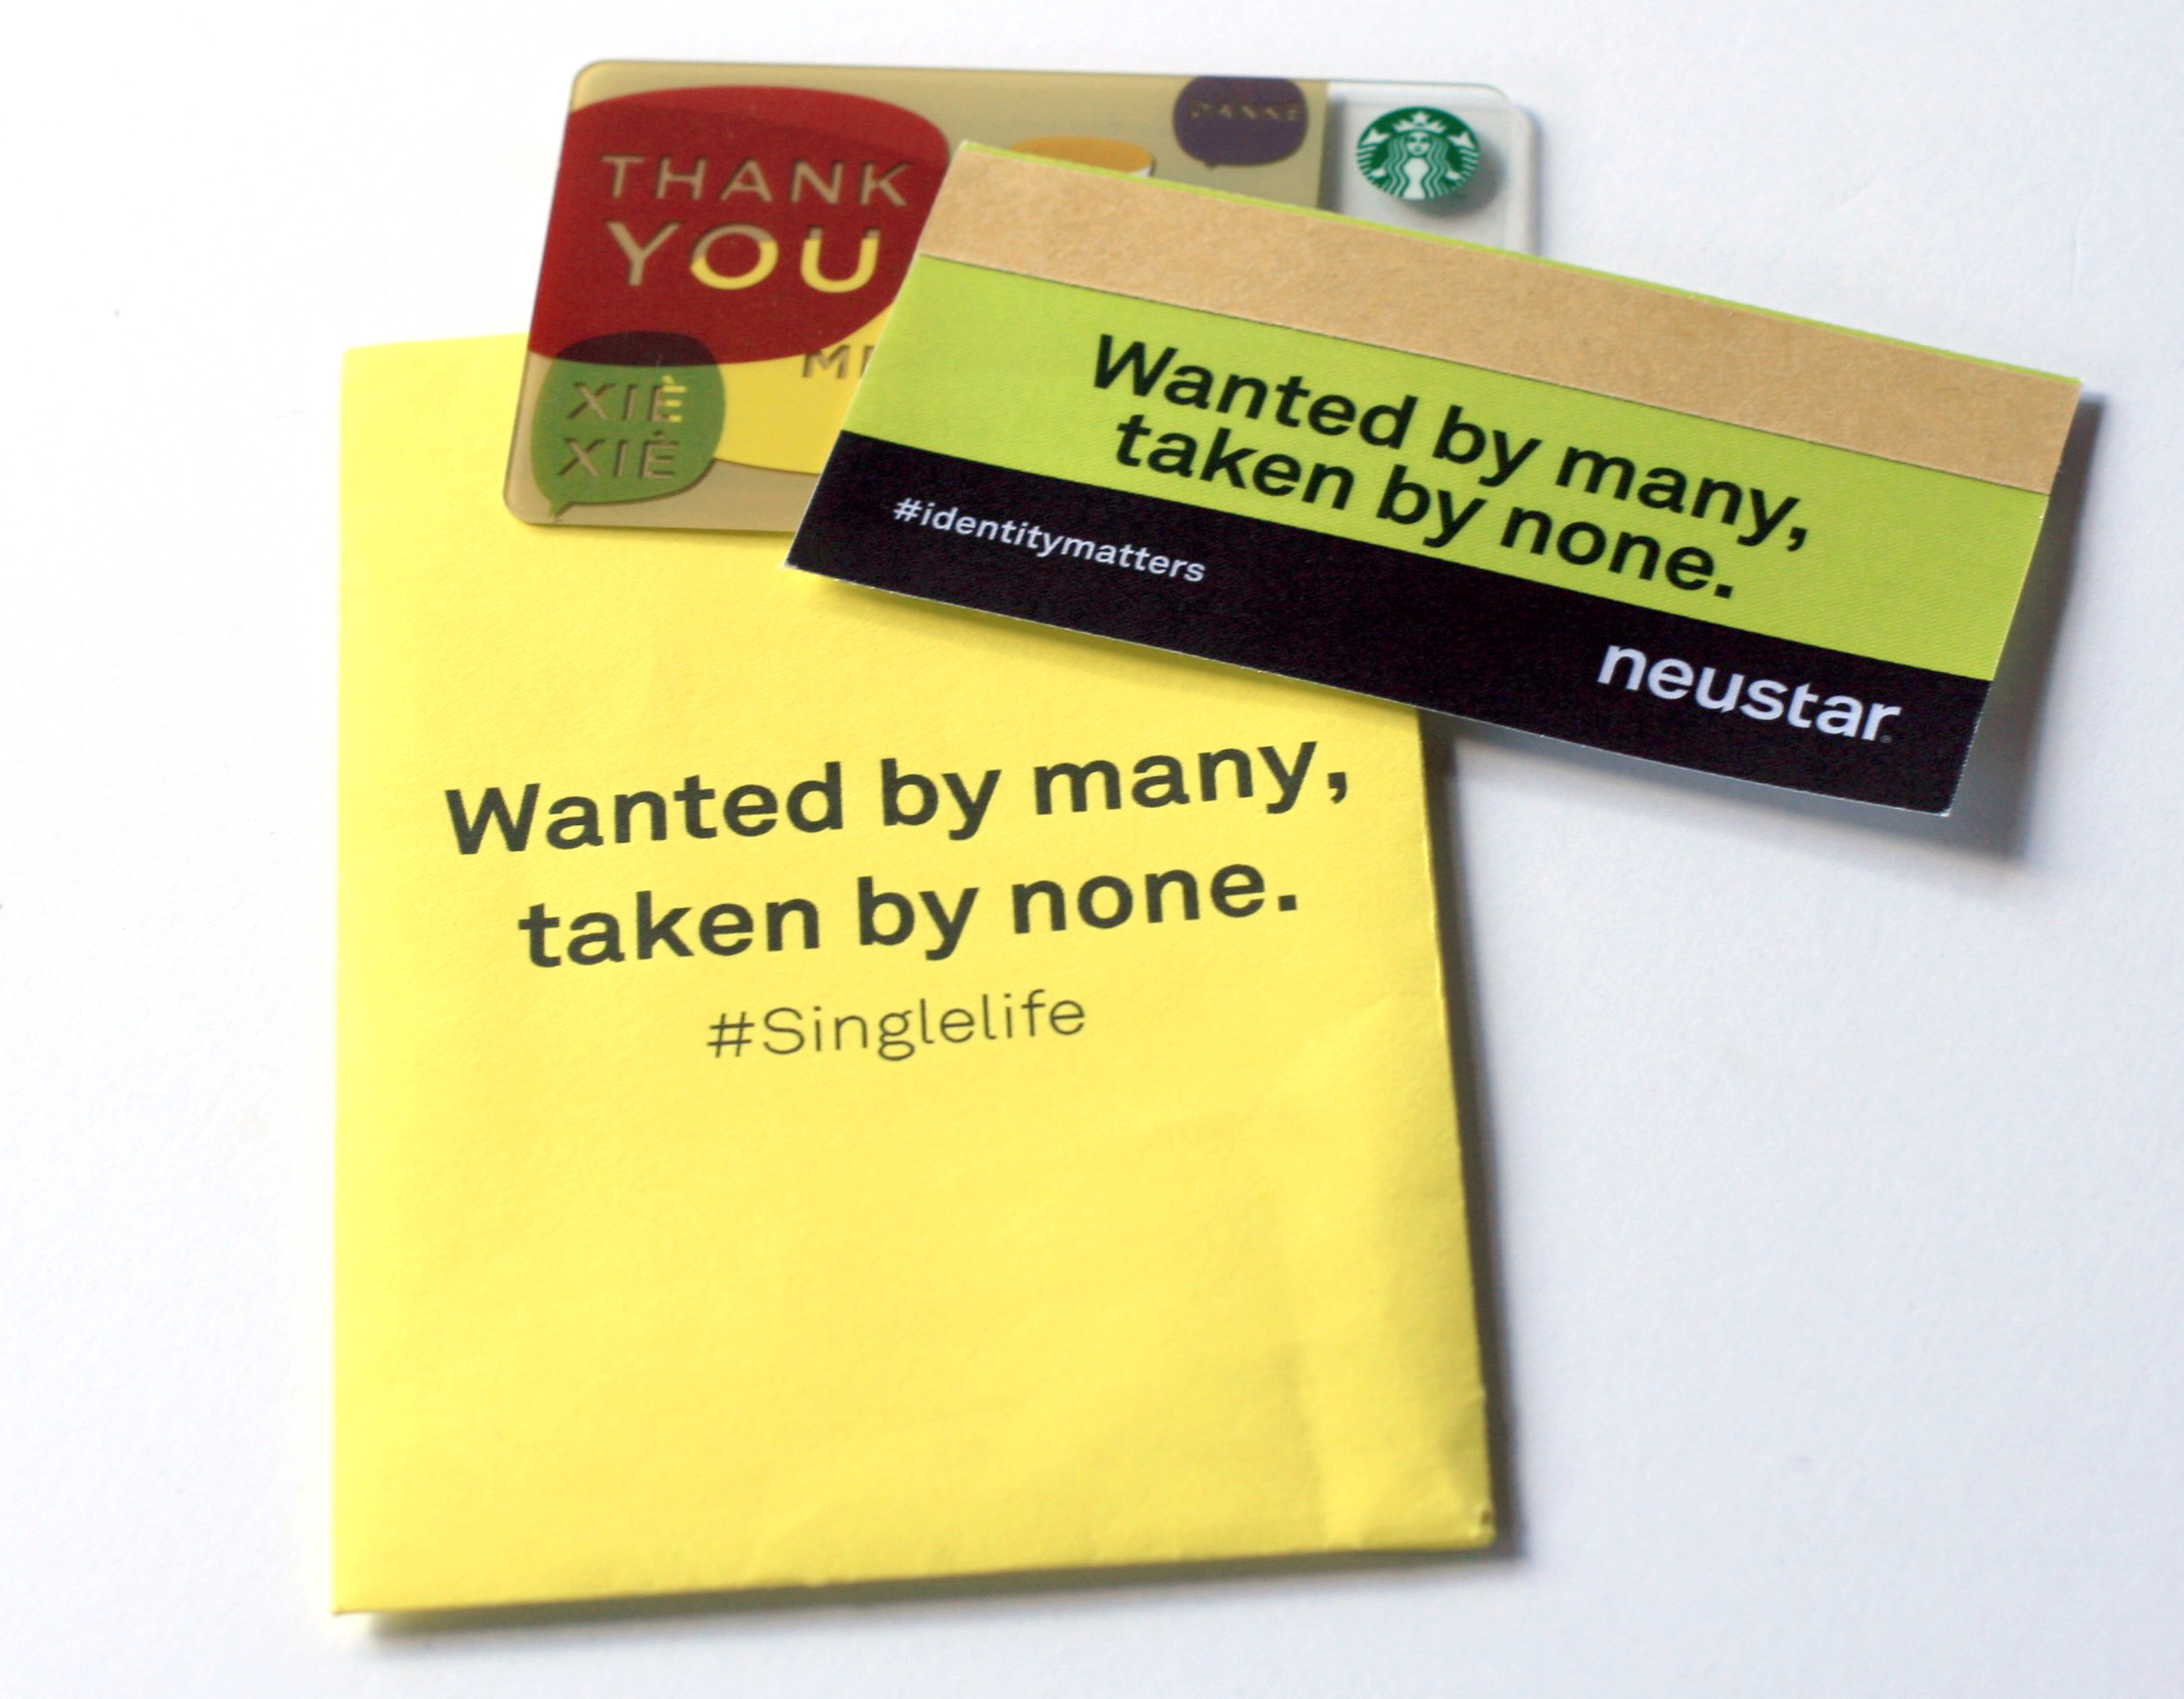 THANK
YOU
XIÈ
XIÈ
Wanted by many,
taken by none.
#identitymatters
neustar
Wanted by many,
taken by none.
#Singlelife